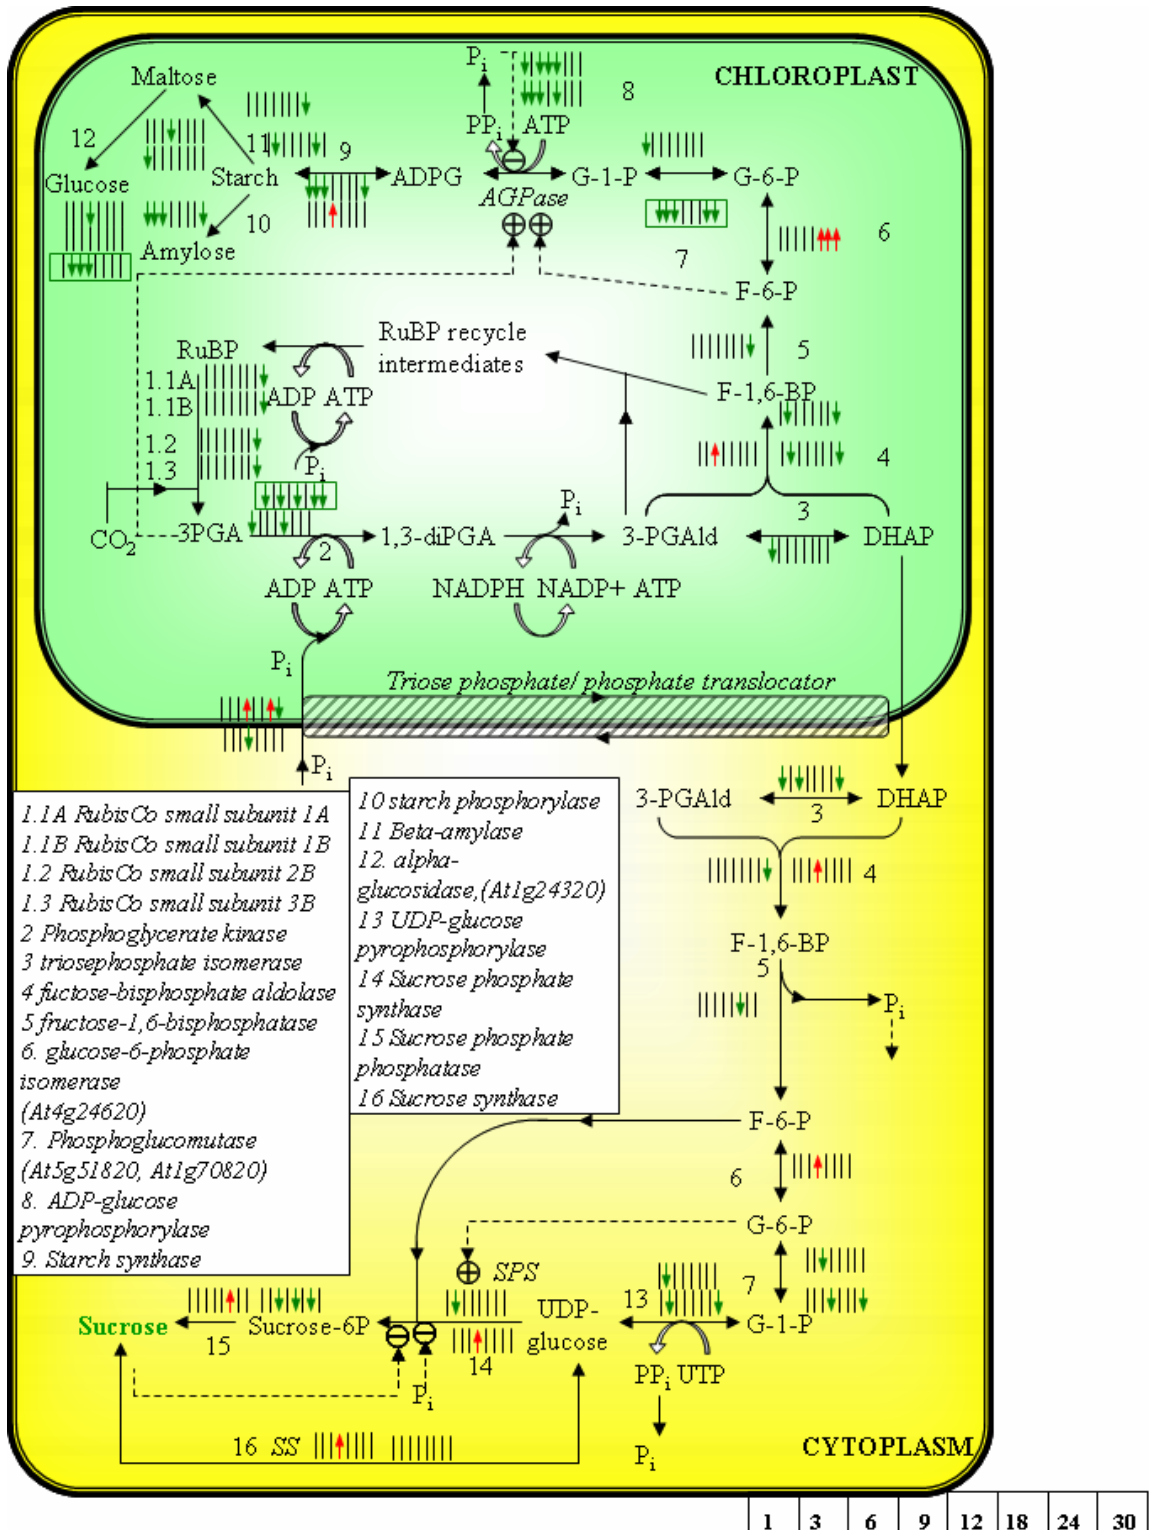 CHLOROPLAST
Maltose
Pi
8
12
PPi ATP
11
9
Glucose
Starch
ADPG
G-1-P
G-6-P
AGPase
10
Amylose
7
6
F-6-P
RuBP recycle
intermediates
RuBP
5
1.1A
1.1B
ADP ATP
F-1,6-BP
1.2
1.3
Pi
4
Pi
3
CO2
3PGA
2
1,3-diPGA
3-PGAld
DHAP
ADP ATP
NADPH NADP+ ATP
Pi
Triose phosphate/ phosphate translocator
Pi
3-PGAld
3
DHAP
4
F-1,6-BP
5
Pi
1.1A RubisCo small subunit 1A
1.1B RubisCo small subunit 1B
1.2 RubisCo small subunit 2B
1.3 RubisCo small subunit 3B
2 Phosphoglycerate kinase
3 triosephosphate isomerase
4 fuctose-bisphosphate aldolase
5 fructose-1,6-bisphosphatase
6. glucose-6-phosphate
isomerase
(At4g24620)
7. Phosphoglucomutase
(At5g51820, At1g70820)
8. ADP-glucose
pyrophosphorylase
9. Starch synthase
10 starch phosphorylase
11 Beta-amylase
12. alpha-
glucosidase,(At1g24320)
13 UDP-glucose
pyrophosphorylase
14 Sucrose phosphate
synthase
15 Sucrose phosphate
phosphatase
16 Sucrose synthase
F-6-P
6
G-6-P
SPS
7
13
Sucrose
15
Sucrose-6P
14
UDP-
glucose
G-1-P
Pi
PPi UTP
16 SS
Pi
CYTOPLASM
1 3 6 9 12 18 24 30